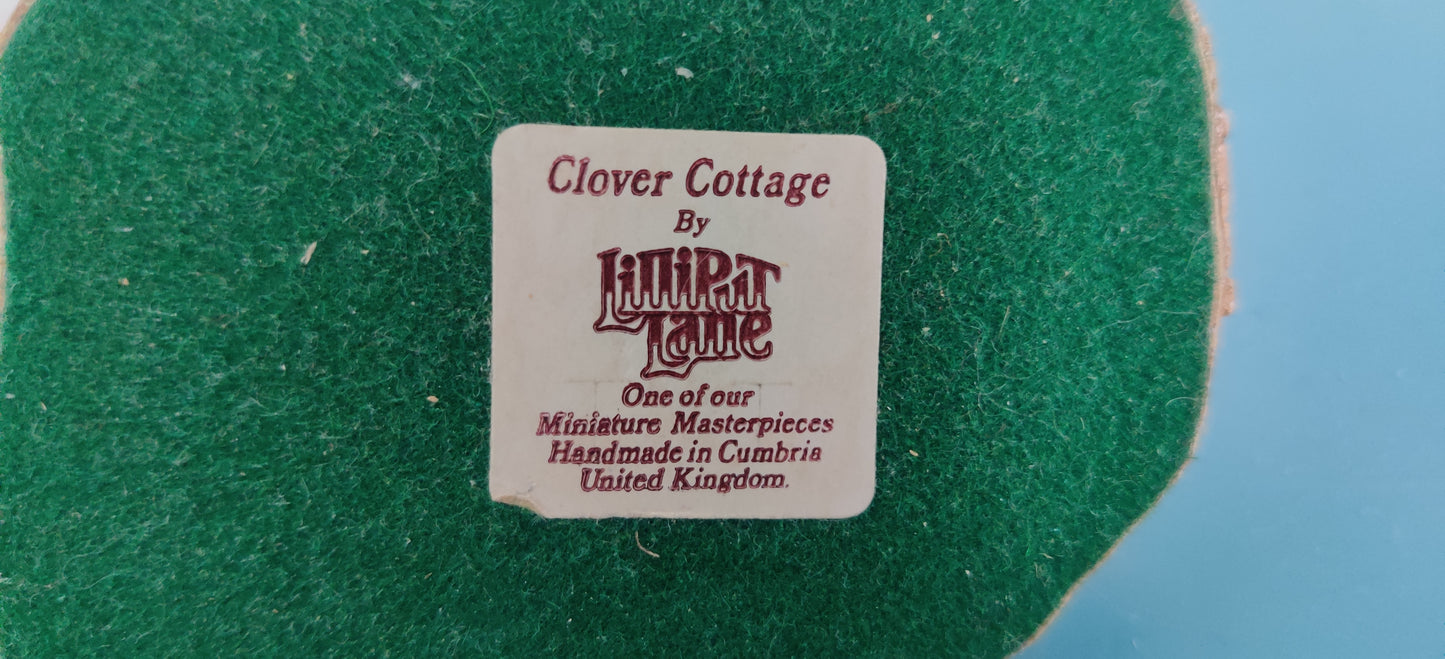 Clover Cottage
By
Lilliput
Lane
One of our
Miniature Masterpieces
Handmade in Cumbria
United Kingdom.